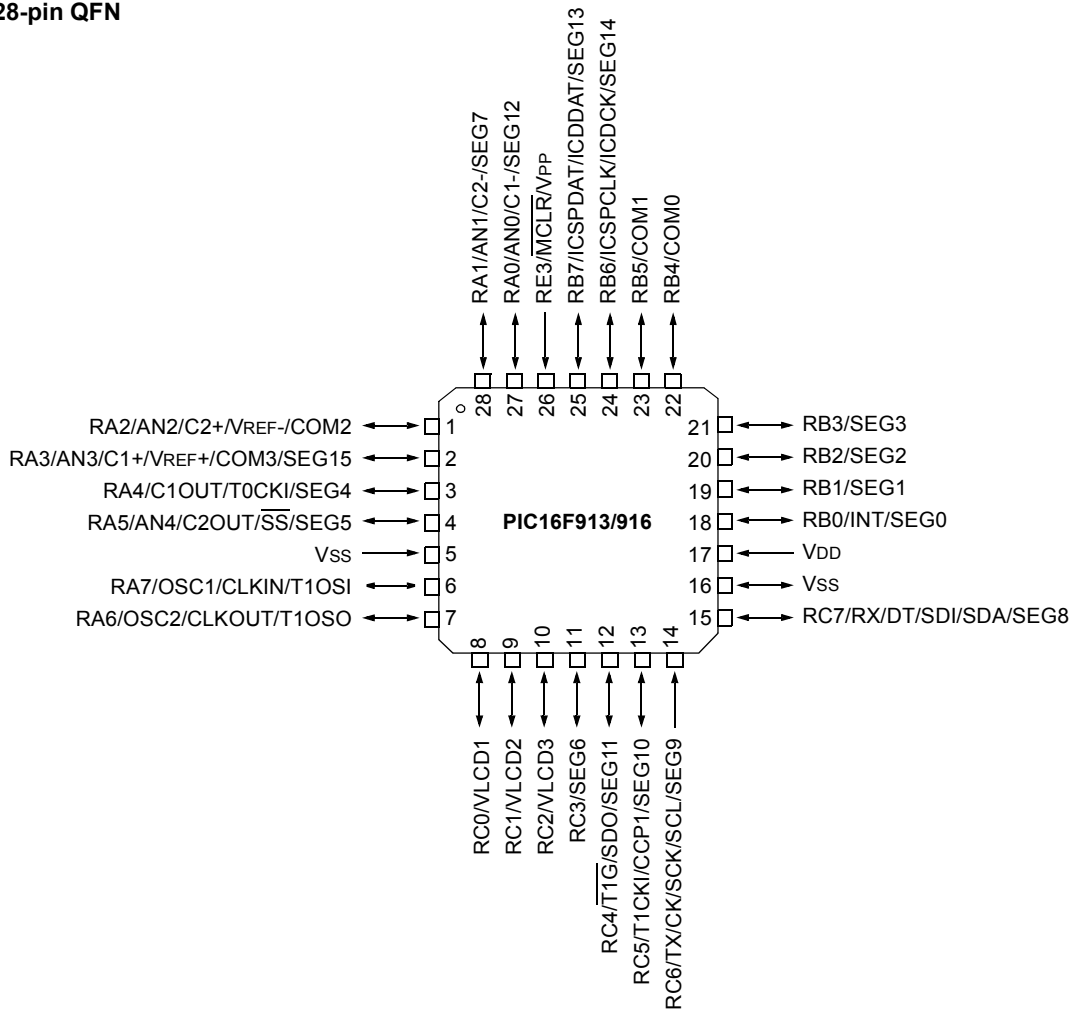 28-pin QFN
RA1/AN1/C2-/SEG7
RA0/AN0/C1-/SEG12
RE3/MCLR/VPP
RB7/ICSPDAT/ICDDAT/SEG13
RB6/ICSPCLK/ICDCK/SEG14
RB5/COM1
RB4/COM0
28
27
26
25
24
23
22
RA2/AN2/C2+/VREF-/COM2
1
RA3/AN3/C1+/VREF+/COM3/SEG15
2
RA4/C1OUT/T0CKI/SEG4
3
RA5/AN4/C2OUT/SS/SEG5
4
VSS
5
RA7/OSC1/CLKIN/T1OSI
6
RA6/OSC2/CLKOUT/T1OSO
7
PIC16F913/916
21
RB3/SEG3
20
RB2/SEG2
19
RB1/SEG1
18
RB0/INT/SEG0
17
VDD
16
VSS
15
RC7/RX/DT/SDI/SDA/SEG8
8
9
10
11
12
13
14
RC0/VLCD1
RC1/VLCD2
RC2/VLCD3
RC3/SEG6
RC4/T1G/SDO/SEG11
RC5/T1CKI/CCP1/SEG10
RC6/TX/CK/SCK/SCL/SEG9